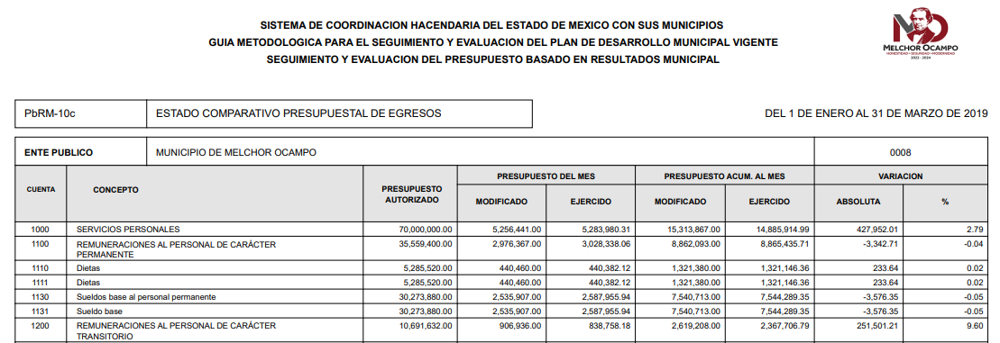 SISTEMA DE COORDINACION HACENDARIA DEL ESTADO DE MEXICO CON SUS MUNICIPIOS
GUIA METODOLOGICA PARA EL SEGUIMIENTO Y EVALUACION DEL PLAN DE DESARROLLO MUNICIPAL VIGENTE
SEGUIMIENTO Y EVALUACION DEL PRESUPUESTO BASADO EN RESULTADOS MUNICIPAL
MELCHOR OCAMPO
HONESTIDAD • SEGURIDAD • MODERNIDAD
2022 - 2024
PbRM-10c ESTADO COMPARATIVO PRESUPUESTAL DE EGRESOS DEL 1 DE ENERO AL 31 DE MARZO DE 2019
ENTE PUBLICO MUNICIPIO DE MELCHOR OCAMPO 0008
CUENTA CONCEPTO PRESUPUESTO AUTORIZADO PRESUPUESTO DEL MES PRESUPUESTO ACUM. AL MES VARIACION
MODIFICADO EJERCIDO MODIFICADO EJERCIDO ABSOLUTA %
1000 SERVICIOS PERSONALES 70,000,000.00 5,256,441.00 5,283,980.31 15,313,867.00 14,885,914.99 427,952.01 2.79
1100 REMUNERACIONES AL PERSONAL DE CARÁCTER 35,559,400.00 2,976,367.00 3,028,338.06 8,862,093.00 8,865,435.71 -3,342.71 -0.04
PERMANENTE
1110 Dietas 5,285,520.00 440,460.00 440,382.12 1,321,380.00 1,321,146.36 233.64 0.02
1111 Dietas 5,285,520.00 440,460.00 440,382.12 1,321,380.00 1,321,146.36 233.64 0.02
1130 Sueldos base al personal permanente 30,273,880.00 2,535,907.00 2,587,955.94 7,540,713.00 7,544,289.35 -3,576.35 -0.05
1131 Sueldo base 30,273,880.00 2,535,907.00 2,587,955.94 7,540,713.00 7,544,289.35 -3,576.35 -0.05
1200 REMUNERACIONES AL PERSONAL DE CARÁCTER 10,691,632.00 906,936.00 838,758.18 2,619,208.00 2,367,706.79 251,501.21 9.60
TRANSITORIO